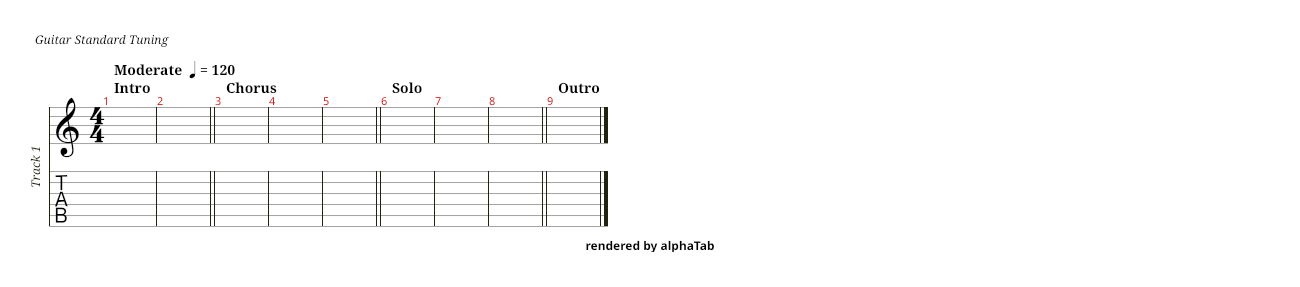 Guitar Standard Tuning
Moderate ♩ = 120
Intro Chorus Solo Outro
1 2 3 4 5 6 7 8 9
4
4
Track 1
T
A
B
rendered by alphaTab